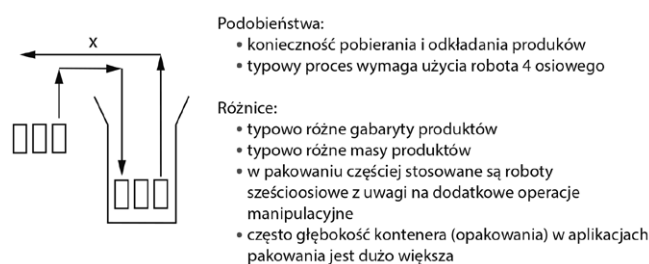 x
Podobieństwa:
• konieczność pobierania i odkładania produków
• typowy proces wymaga użycia robota 4 osiowego
Różnice:
• typowo różne gabaryty produktów
• typowo różne masy produktów
• w pakowaniu częściej stosowane są roboty
sześcioosiowe z uwagi na dodatkowe operacje
manipulacyjne
• często głębokość kontenera (opakowania) w aplikacjach
pakowania jest dużo większa